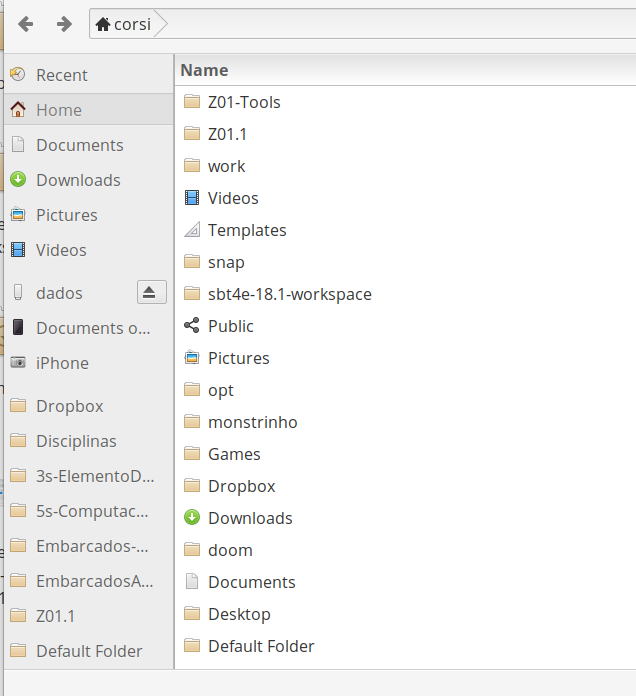 corsi
Recent
Home
Documents
Downloads
Pictures
Videos
dados
Documents o...
iPhone
Dropbox
Disciplinas
3s-ElementoD...
5s-Computac...
Embarcados-...
EmbarcadosA...
Z01.1
Default Folder
Name
Z01-Tools
Z01.1
work
Videos
Templates
snap
sbt4e-18.1-workspace
Public
Pictures
opt
monstrinho
Games
Dropbox
Downloads
doom
Documents
Desktop
Default Folder